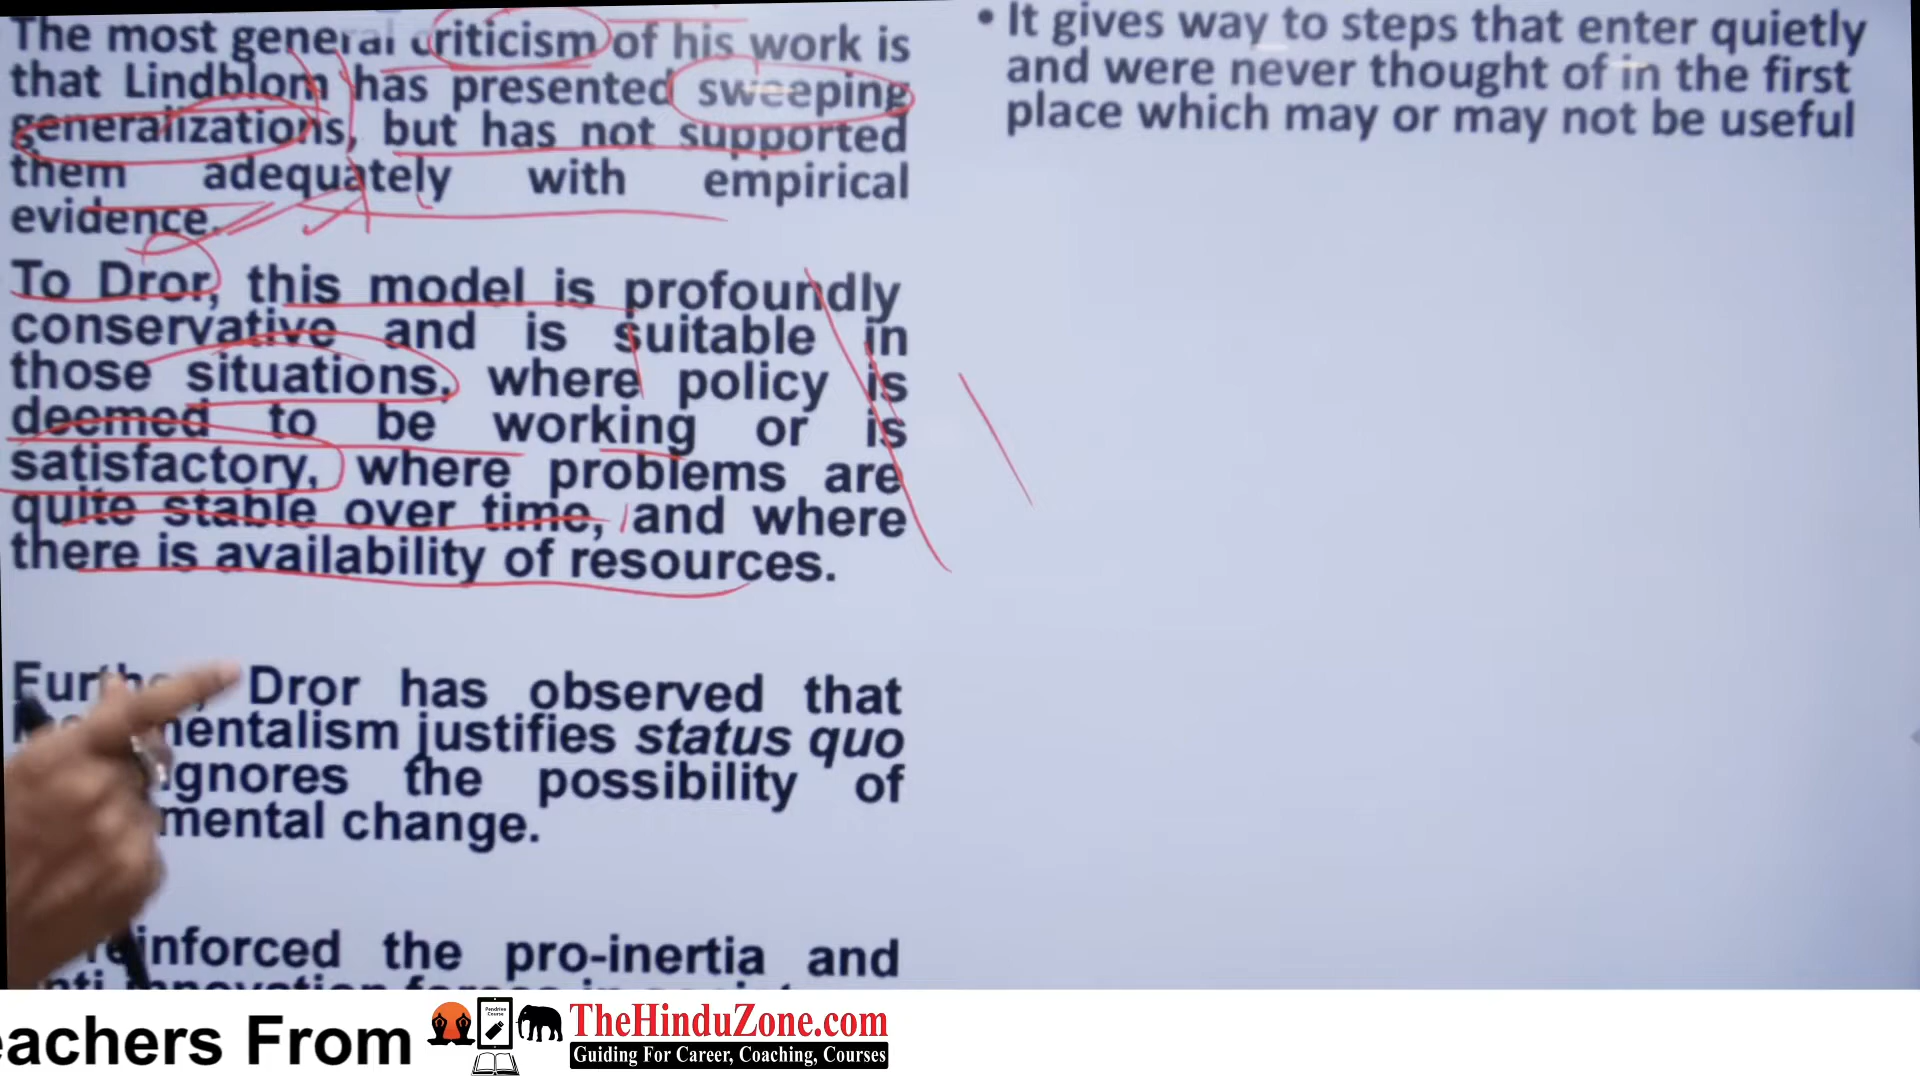 The most general criticism of his work is
that Lindblom has presented sweeping
generalizations, but has not supported
them adequately with empirical
evidence.
To Dror, this model is profoundly
conservative and is suitable in
those situations, where policy is
deemed to be working or is
satisfactory, where problems are
quite stable over time, and where
there is availability of resources.
Dror has observed that
justifies status quo
ignores the possibility of
change.
the pro-inertia and
• It gives way to steps that enter quietly
and were never thought of in the first
place which may or may not be useful
From
Pendrive
Course
TheHinduZone.com
Guiding For Career, Coaching, Courses